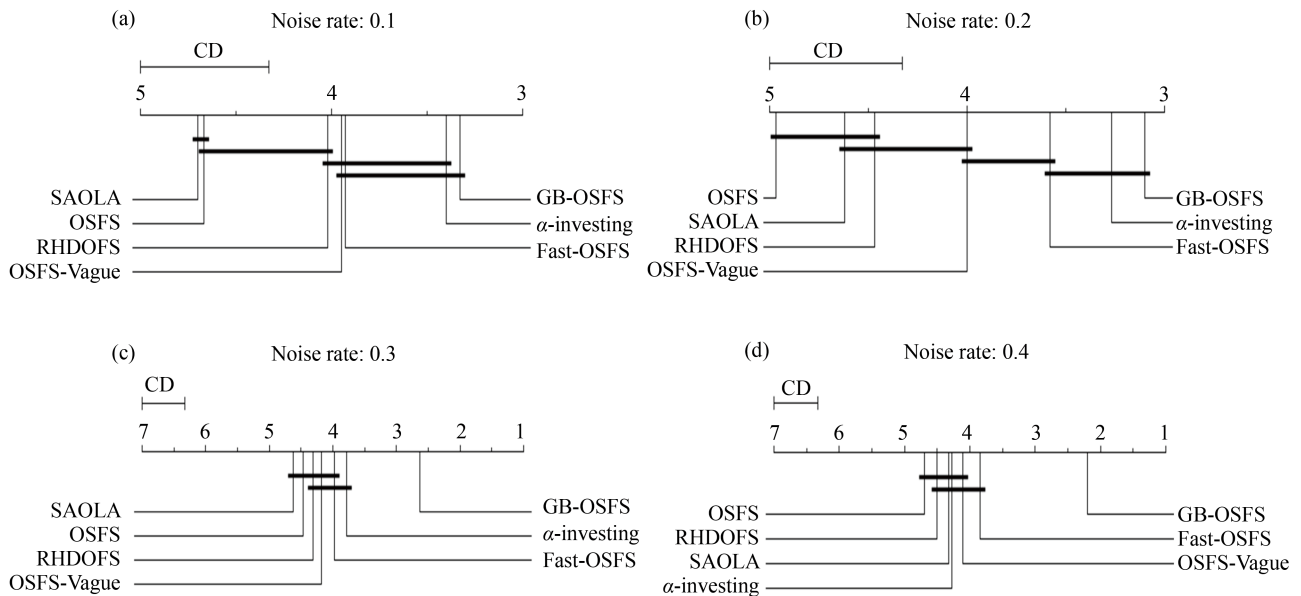 (a) Noise rate: 0.1
CD
5 4 3
SAOLA
OSFS
RHDOFS
OSFS-Vague
GB-OSFS
α-investing
Fast-OSFS
(b) Noise rate: 0.2
CD
5 4 3
OSFS
SAOLA
RHDOFS
OSFS-Vague
GB-OSFS
α-investing
Fast-OSFS
(c) Noise rate: 0.3
CD
7 6 5 4 3 2 1
SAOLA
OSFS
RHDOFS
OSFS-Vague
GB-OSFS
α-investing
Fast-OSFS
(d) Noise rate: 0.4
CD
7 6 5 4 3 2 1
OSFS
RHDOFS
SAOLA
α-investing
GB-OSFS
Fast-OSFS
OSFS-Vague